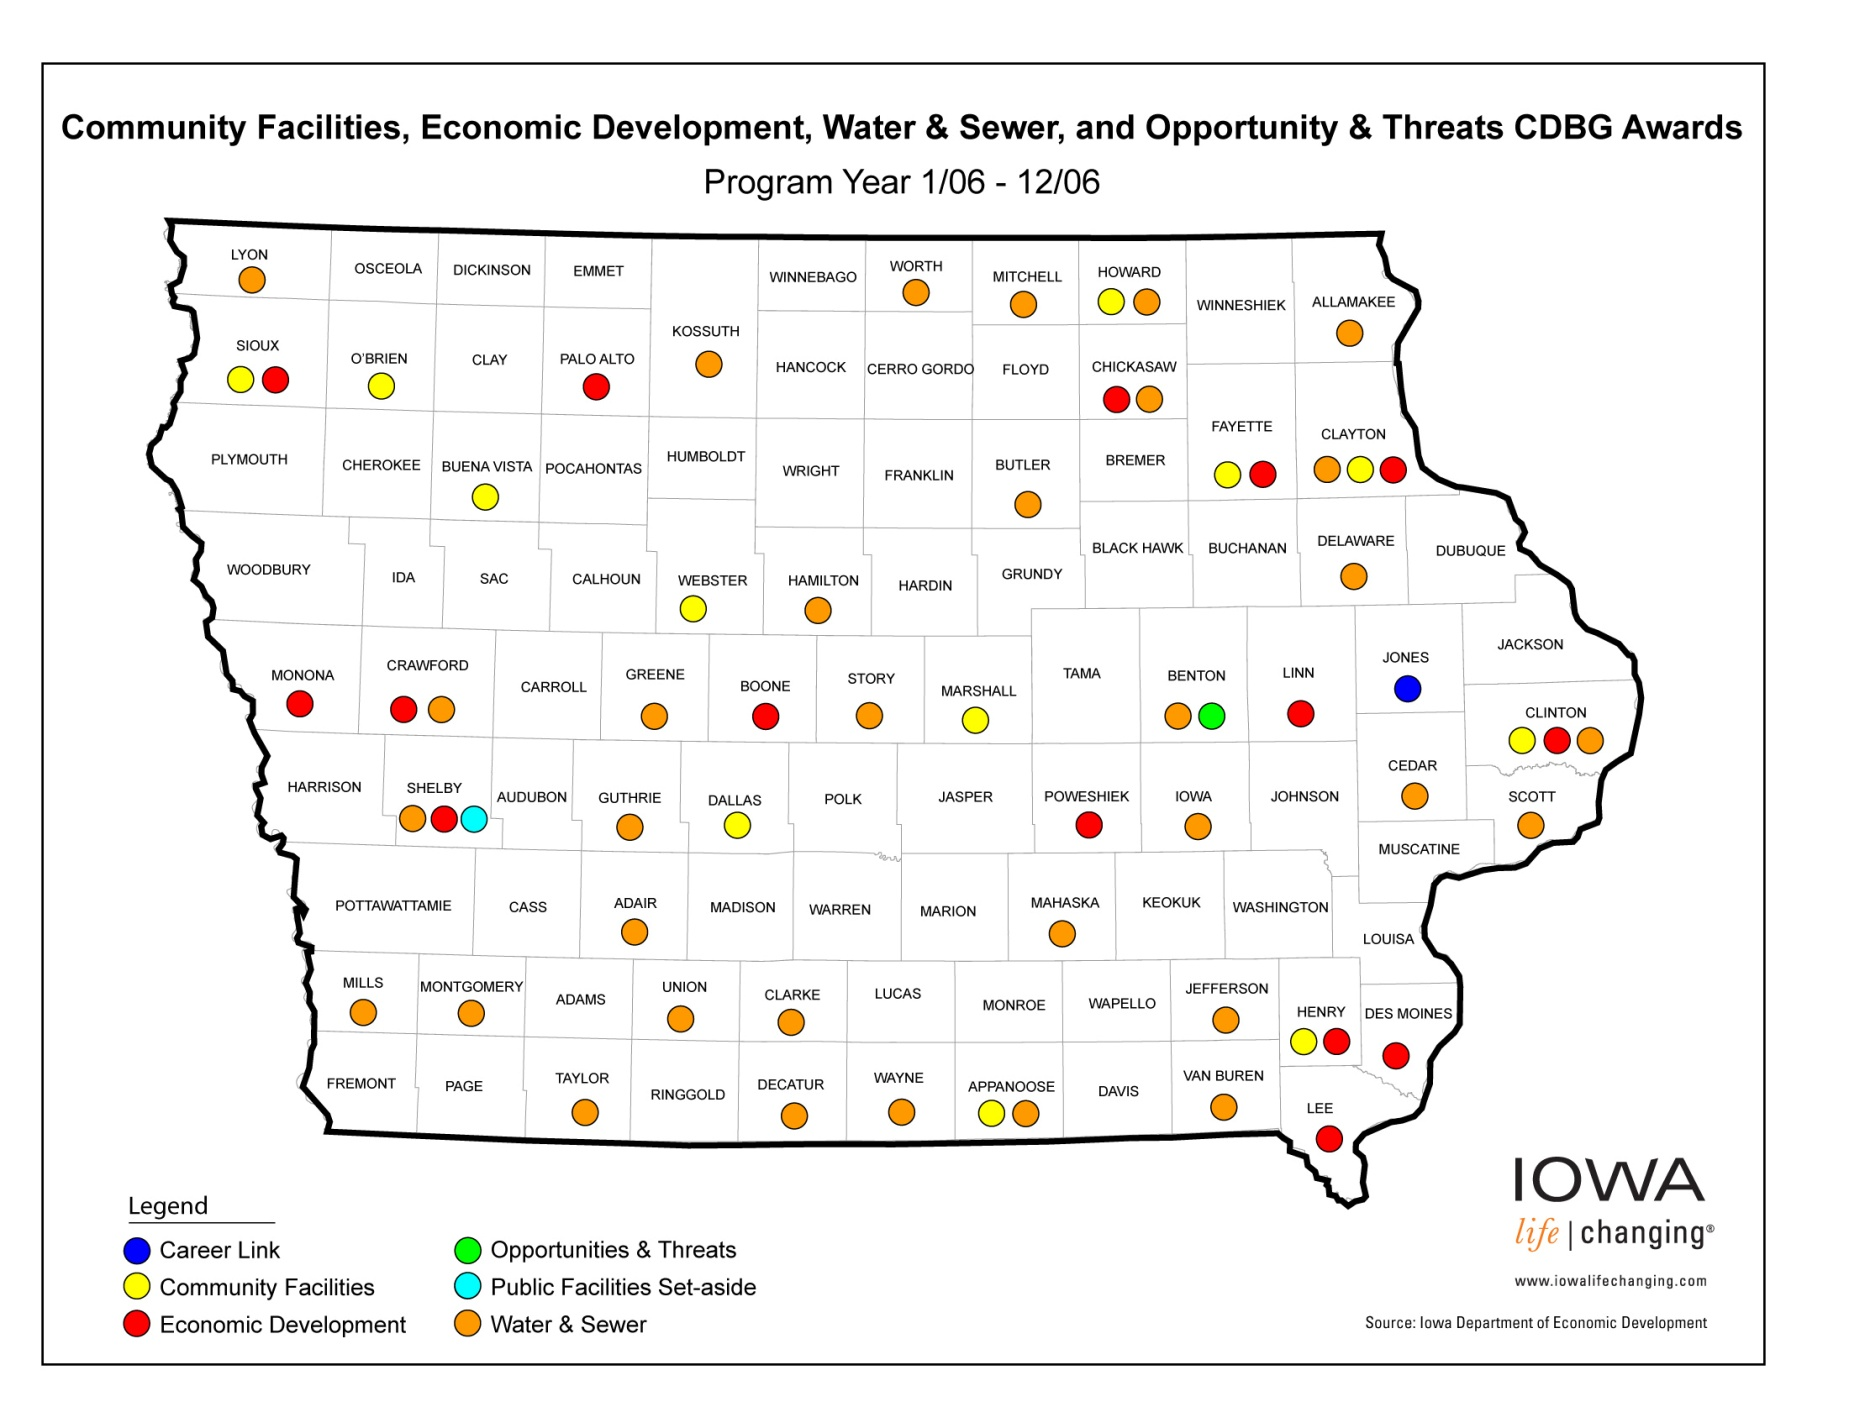 Community Facilities, Economic Development, Water & Sewer, and Opportunity & Threats CDBG Awards
Program Year 1/06 - 12/06
LYON
OSCEOLA
DICKINSON
EMMET
WINNEBAGO
WORTH
MITCHELL
HOWARD
WINNESHIEK
ALLAMAKEE
KOSSUTH
SIOUX
O'BRIEN
CLAY
PALO ALTO
HANCOCK
CERRO GORDO
FLOYD
CHICKASAW
FAYETTE
CLAYTON
PLYMOUTH
CHEROKEE
BUENA VISTA
POCAHONTAS
HUMBOLDT
WRIGHT
FRANKLIN
BUTLER
BREMER
WOODBURY
IDA
SAC
CALHOUN
WEBSTER
HAMILTON
HARDIN
GRUNDY
BLACK HAWK
BUCHANAN
DELAWARE
DUBUQUE
MONONA
CRAWFORD
CARROLL
GREENE
BOONE
STORY
MARSHALL
TAMA
BENTON
LINN
JONES
JACKSON
CLINTON
HARRISON
SHELBY
AUDUBON
GUTHRIE
DALLAS
POLK
JASPER
POWESHIEK
IOWA
JOHNSON
CEDAR
SCOTT
MUSCATINE
POTTAWATTAMIE
CASS
ADAIR
MADISON
WARREN
MARION
MAHASKA
KEOKUK
WASHINGTON
LOUISA
MILLS
MONTGOMERY
ADAMS
UNION
CLARKE
LUCAS
MONROE
WAPELLO
JEFFERSON
HENRY
DES MOINES
FREMONT
PAGE
TAYLOR
RINGGOLD
DECATUR
WAYNE
APPANOOSE
DAVIS
VAN BUREN
LEE
Legend
Career Link
Community Facilities
Economic Development
Opportunities & Threats
Public Facilities Set-aside
Water & Sewer
IOWA
life | changing®
www.iowalifechanging.com
Source: Iowa Department of Economic Development